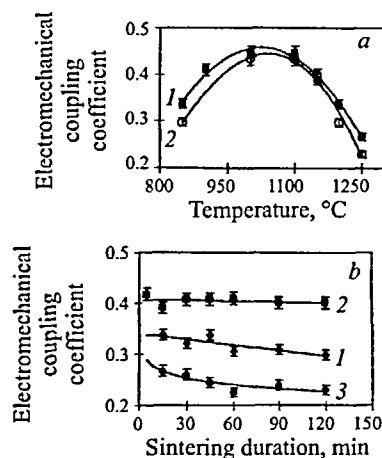 Electromechanical
coupling
coefficient
0.5
0.4
0.3
0.2
a
1
2
800 950 1100 1250
Temperature, °C
Electromechanical
coupling
coefficient
0.5
0.4
0.3
0.2
b
2
1
3
0 30 60 90 120 150
Sintering duration, min